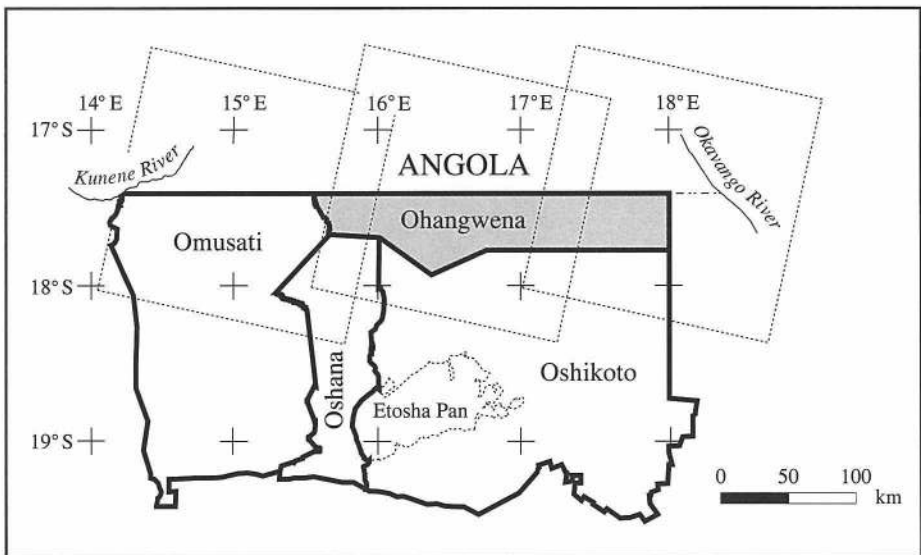 14° E
15° E
16° E
17° E
18° E
17° S
Kunene River
ANGOLA
Okavango River
Ohangwena
Omusati
18° S
Oshana
Oshikoto
Etosha Pan
19° S
0 50 100
km